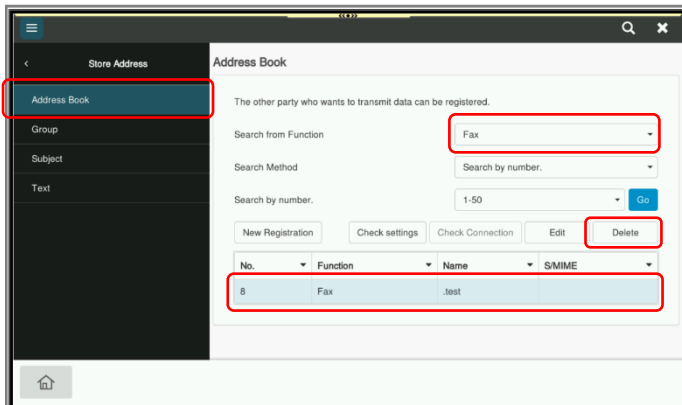 Store Address
Address Book
Address Book
Group
Subject
Text
The other party who wants to transmit data can be registered.
Search from Function
Fax
Search Method
Search by number.
Search by number.
1-50
Go
New Registration
Check settings
Check Connection
Edit
Delete
No.
Function
Name
S/MIME
8
Fax
.test